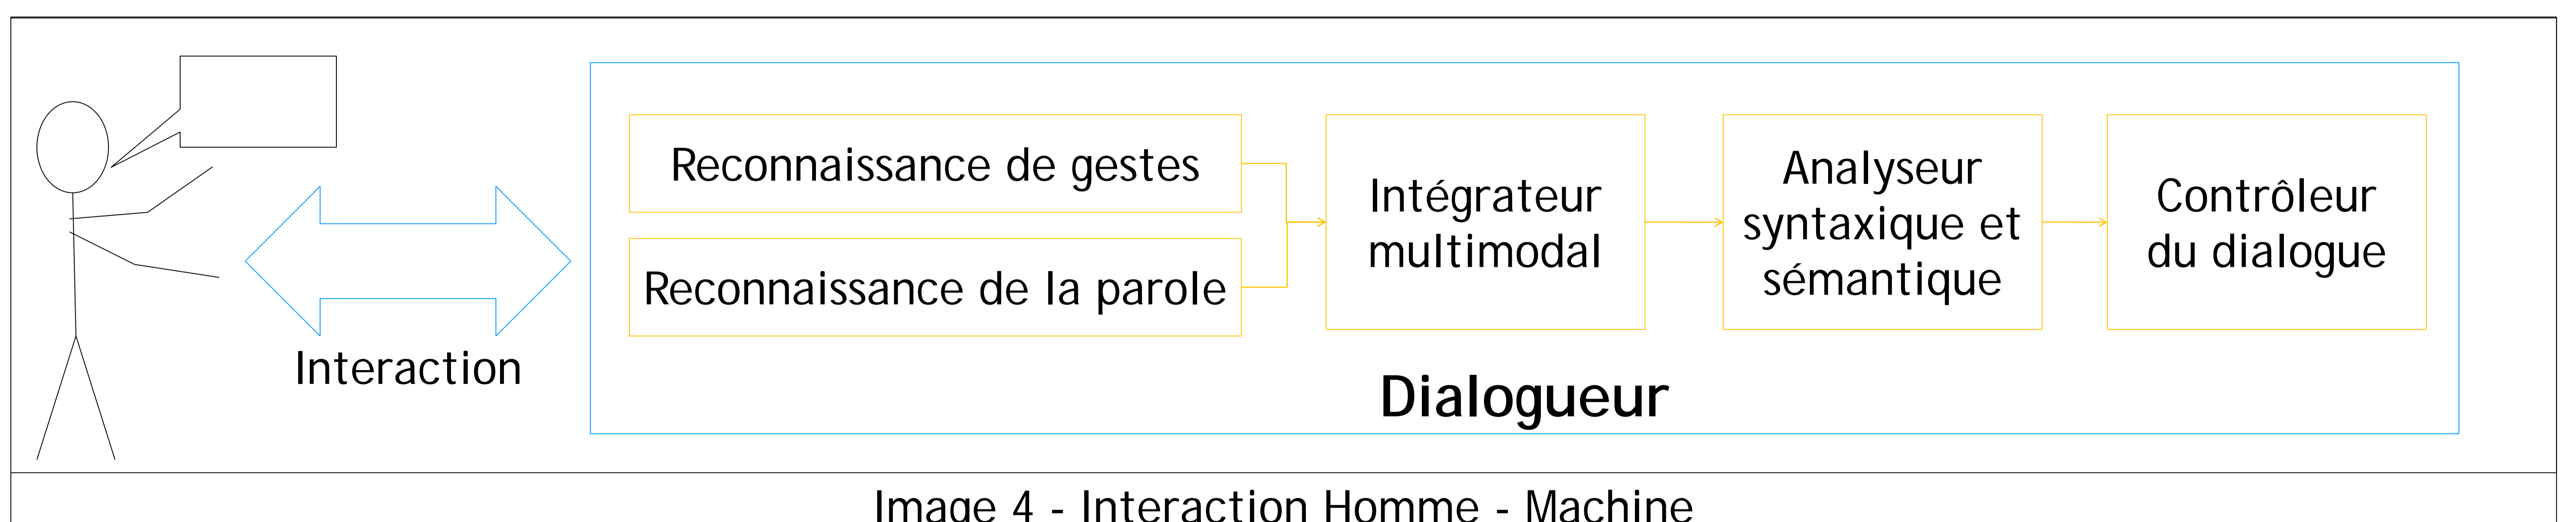 Reconnaissance de gestes
Reconnaissance de la parole
Intégrateur
multimodal
Analyseur
syntaxique et
sémantique
Contrôleur
du dialogue
Interaction
Dialogueur
Image 4 - Interaction Homme - Machine